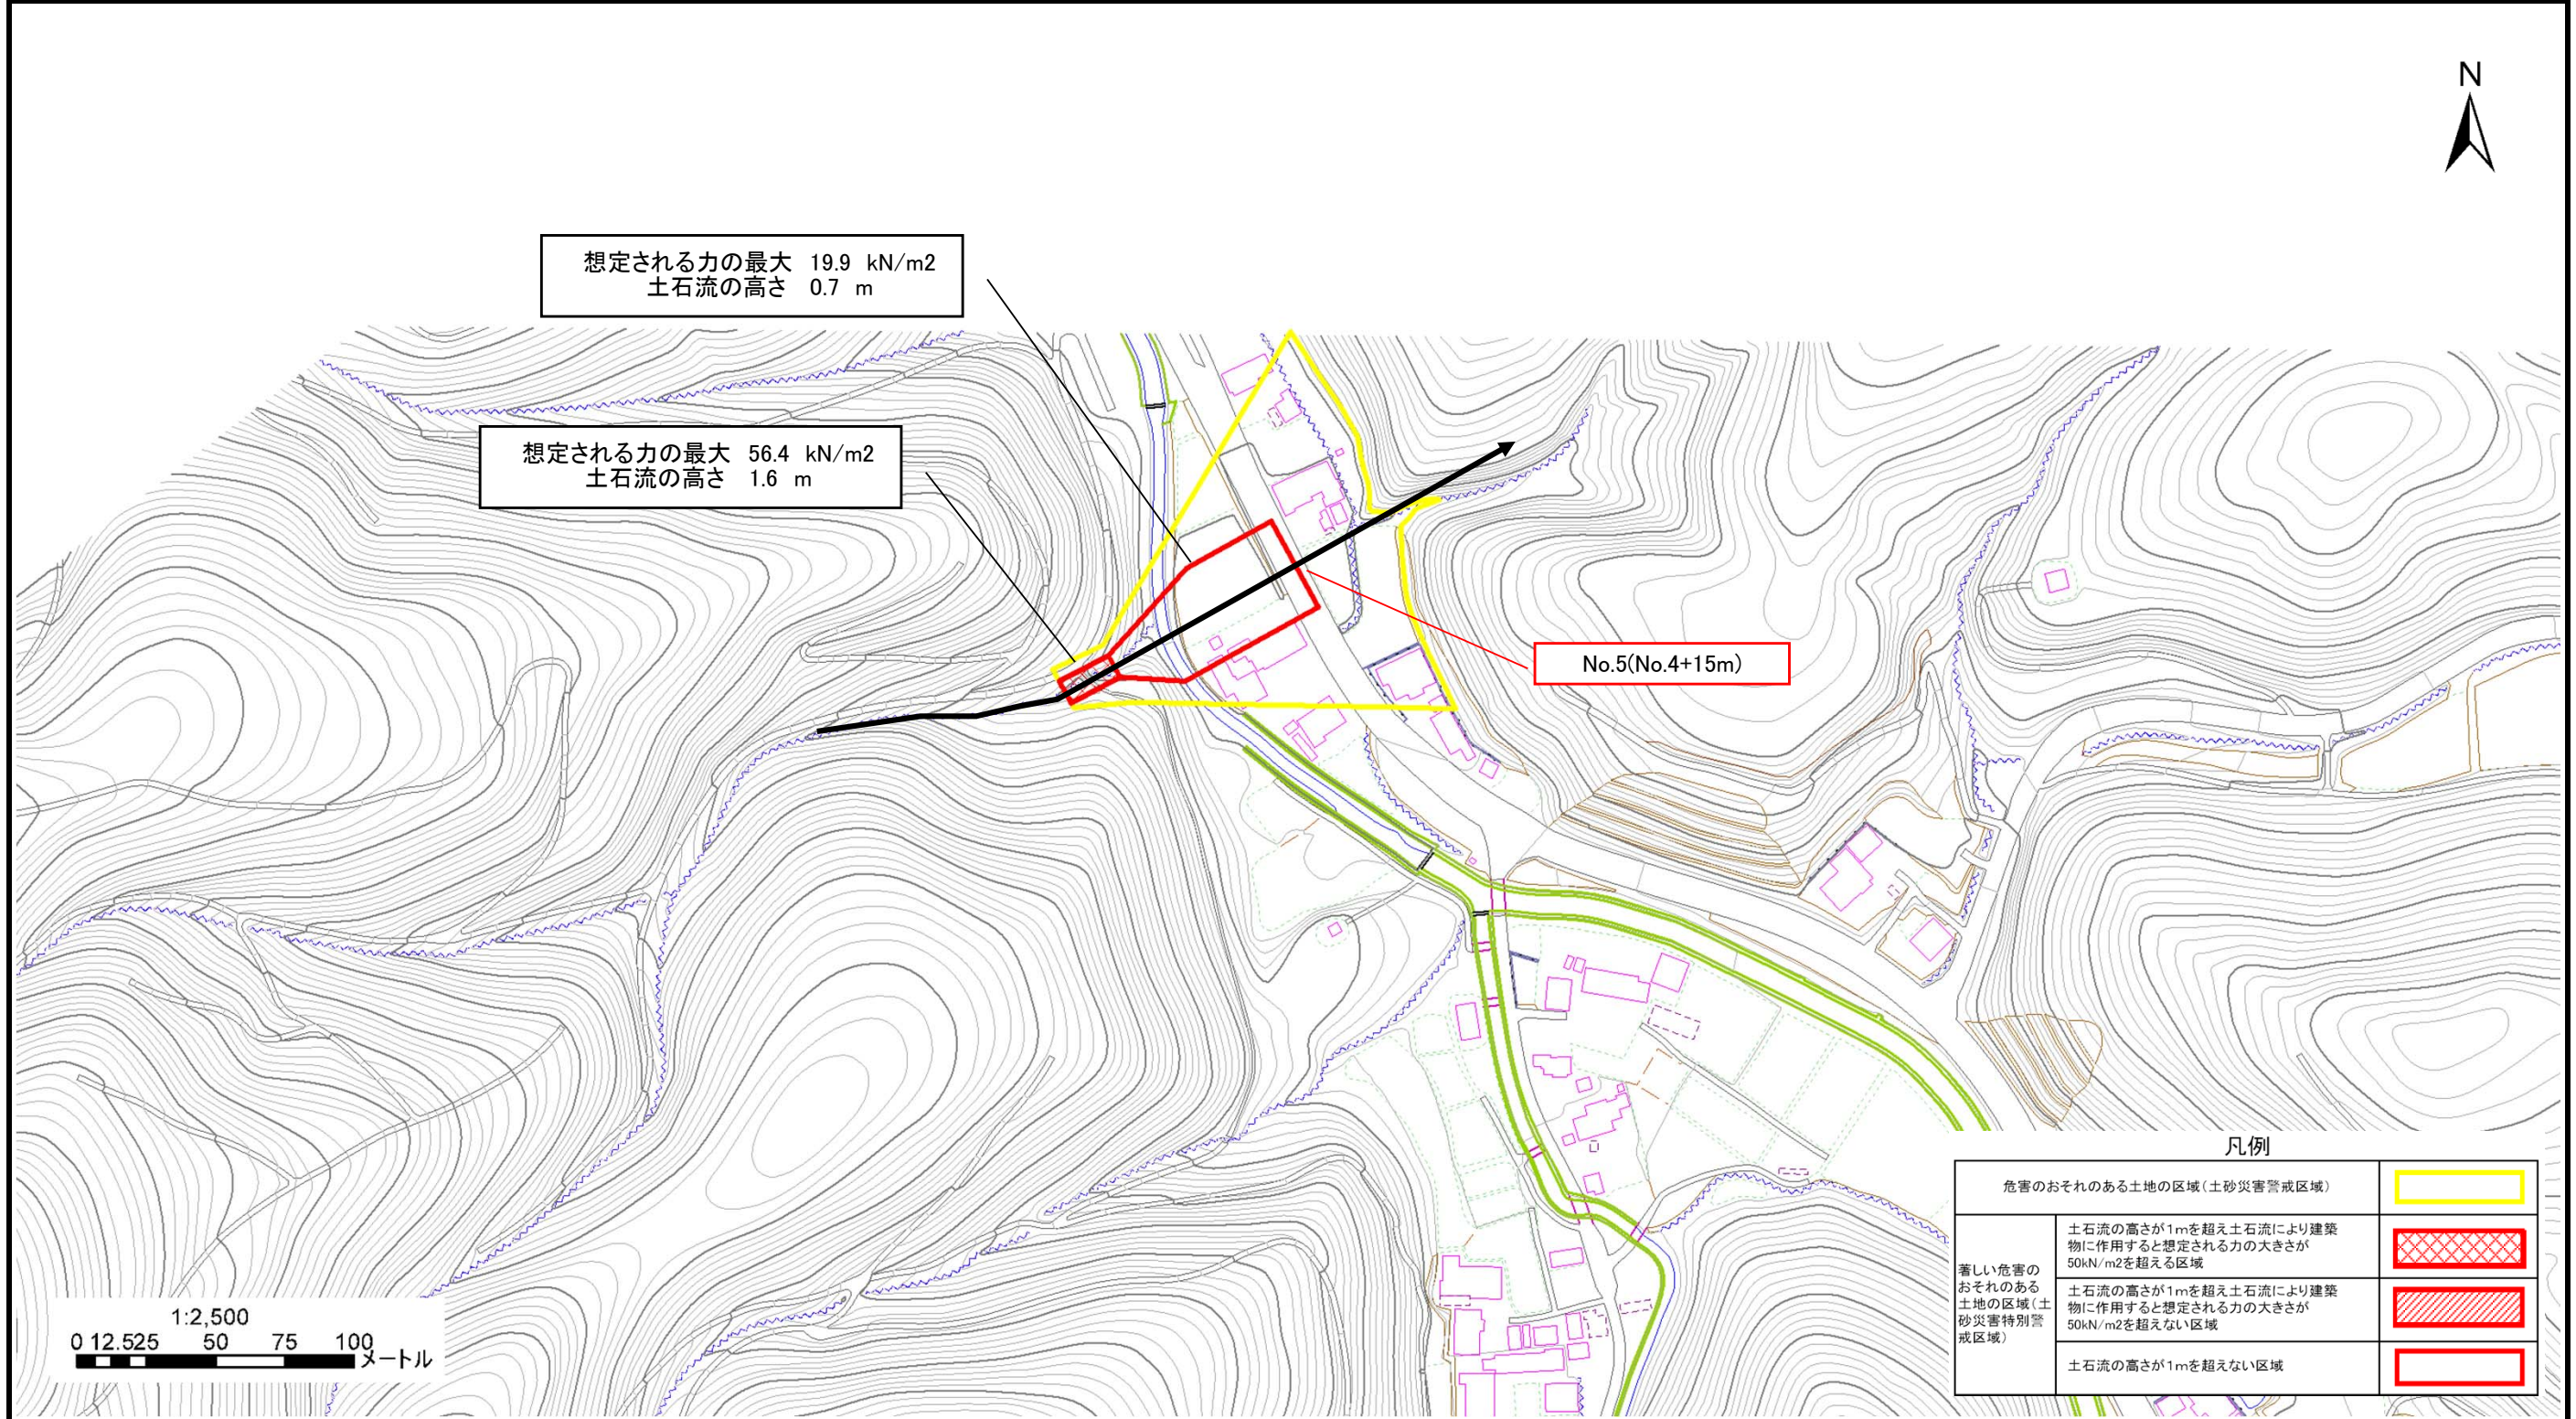 N
想定される力の最大 19.9 kN/m2
土石流の高さ 0.7 m
想定される力の最大 56.4 kN/m2
土石流の高さ 1.6 m
No.5(No.4+15m)
1:2,500
0 12.525 50 75 100
メートル
凡例
危害のおそれのある土地の区域(土砂災害警戒区域)
著しい危害の
おそれのある
土地の区域(土
砂災害特別警
戒区域)
土石流の高さが1mを超え土石流により建築
物に作用すると想定される力の大きさが
50kN/m2を超える区域
土石流の高さが1mを超え土石流により建築
物に作用すると想定される力の大きさが
50kN/m2を超えない区域
土石流の高さが1mを超えない区域